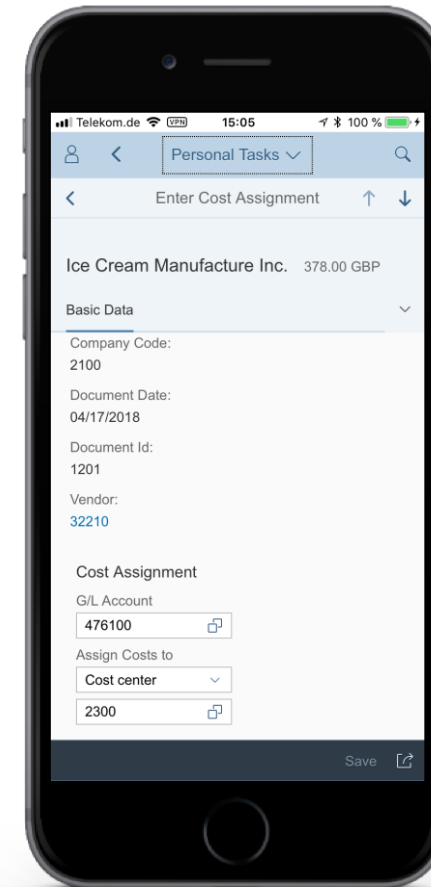 Telekom.de VPN 15:05 100 %
Personal Tasks
Enter Cost Assignment
Ice Cream Manufacture Inc. 378.00 GBP
Basic Data
Company Code:
2100
Document Date:
04/17/2018
Document Id:
1201
Vendor:
32210
Cost Assignment
G/L Account
476100
Assign Costs to
Cost center
2300
Save